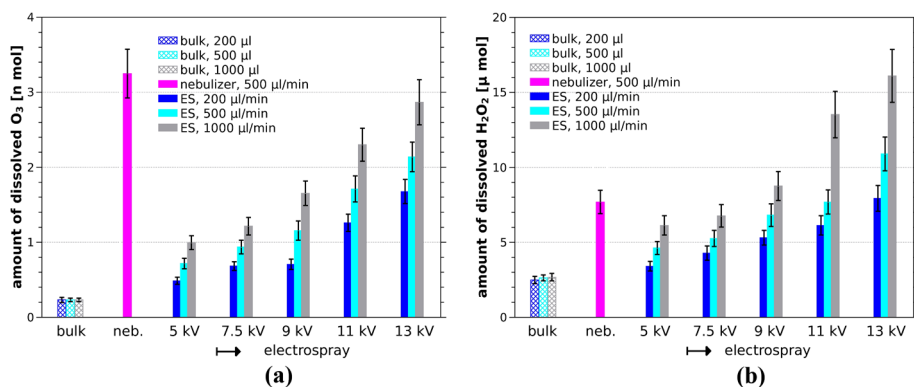 amount of dissolved O₃ [n mol]
4
3
2
1
0
bulk, 200 µl
bulk, 500 µl
bulk, 1000 µl
nebulizer, 500 µl/min
ES, 200 µl/min
ES, 500 µl/min
ES, 1000 µl/min
bulk neb. 5 kV 7.5 kV 9 kV 11 kV 13 kV
electrospray
(a)
amount of dissolved H₂O₂ [µ mol]
20
15
10
5
0
bulk, 200 µl
bulk, 500 µl
bulk, 1000 µl
nebulizer, 500 µl/min
ES, 200 µl/min
ES, 500 µl/min
ES, 1000 µl/min
bulk neb. 5 kV 7.5 kV 9 kV 11 kV 13 kV
electrospray
(b)